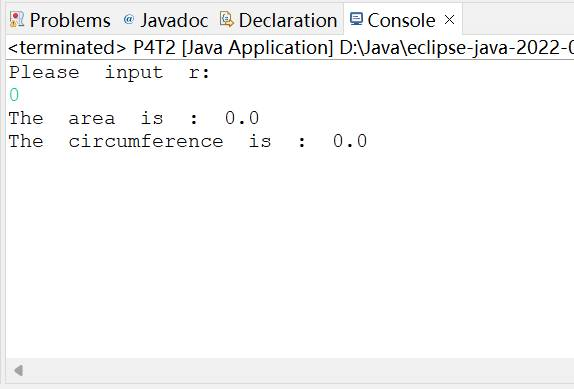 Problems @ Javadoc Declaration Console ×
<terminated> P4T2 [Java Application] D:\Java\eclipse-java-2022-0
Please input r:
0
The area is : 0.0
The circumference is : 0.0